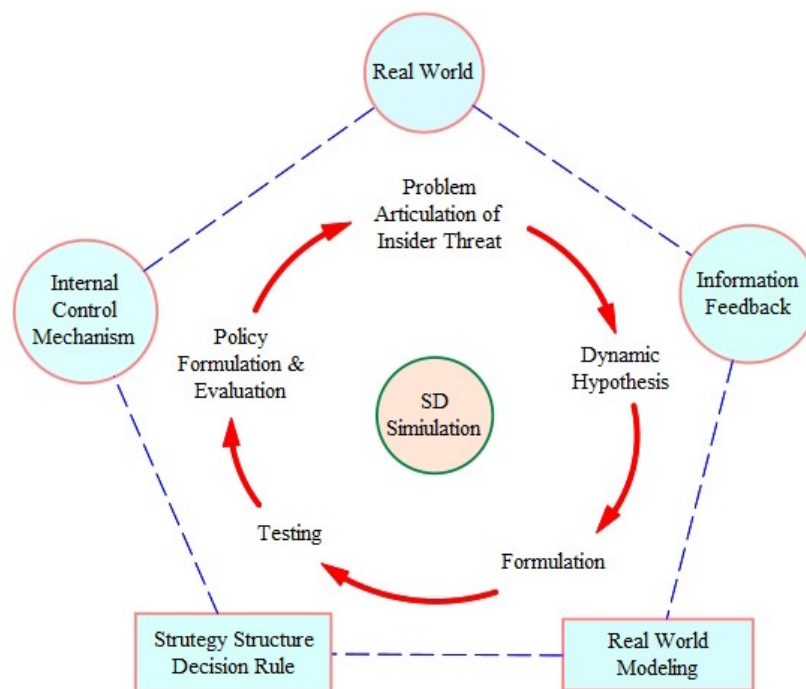 Real World
Problem
Articulation of
Insider Threat
Internal
Control
Mechanism
Information
Feedback
Policy
Formulation &
Evaluation
Dynamic
Hypothesis
SD
Simiulation
Testing
Formulation
Strutegy Structure
Decision Rule
Real World
Modeling